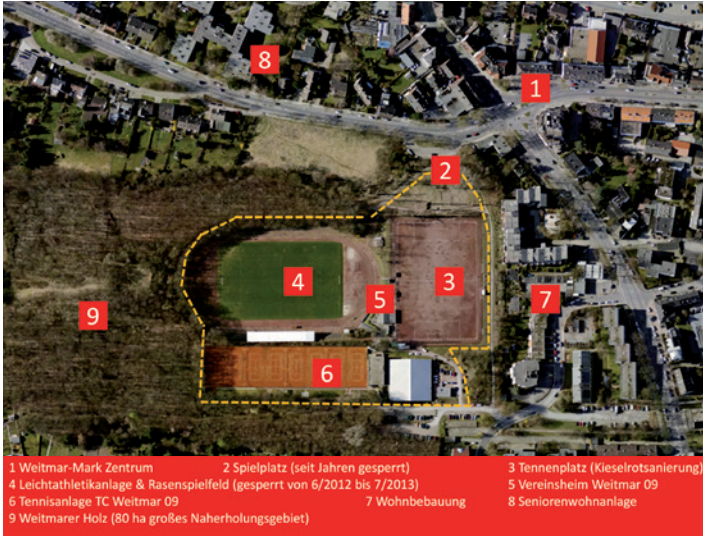 8
1
2
4
3
5
7
9
6
1 Weitmar-Mark Zentrum 2 Spielplatz (seit Jahren gesperrt) 3 Tennenplatz (Kieselrotsanierung)
4 Leichtathletikanlage & Rasenspielfeld (gesperrt von 6/2012 bis 7/2013) 5 Vereinsheim Weitmar 09
6 Tennisanlage TC Weitmar 09 7 Wohnbebauung 8 Seniorenwohnanlage
9 Weitmarer Holz (80 ha großes Naherholungsgebiet)